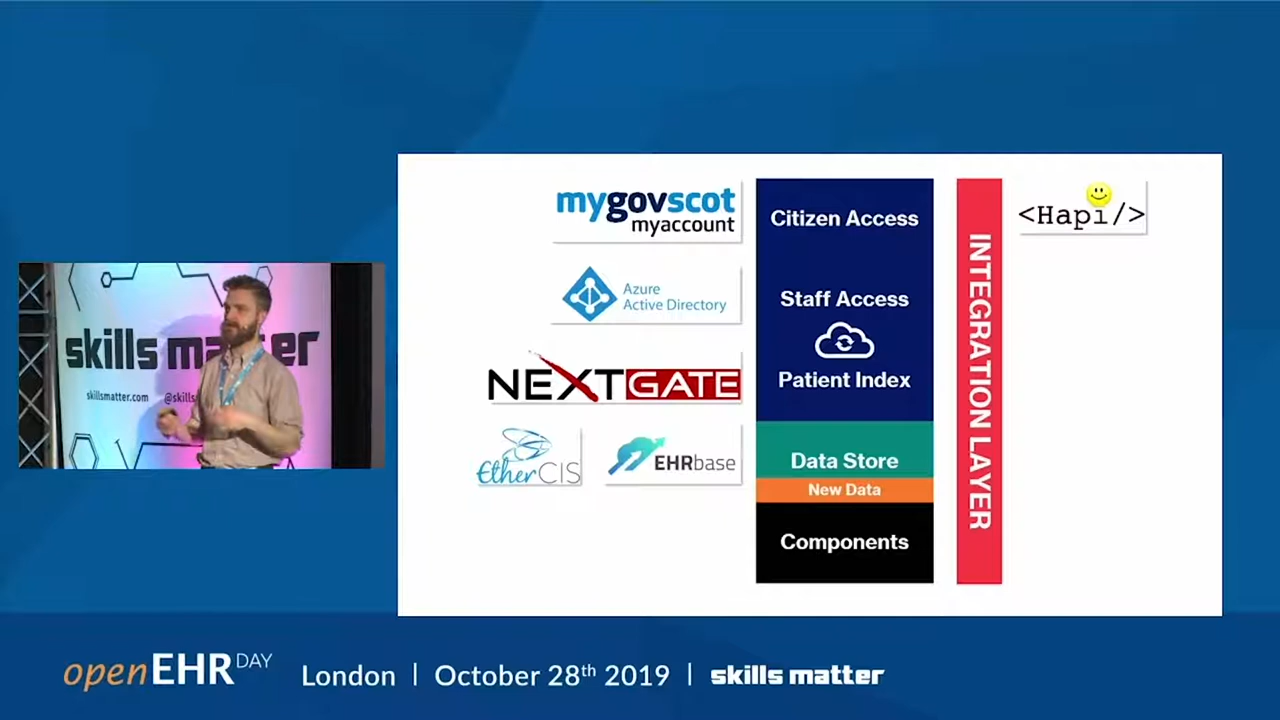 mygovscot
myaccount
Azure
Active Directory
NEXTGATE
EtherCIS
EHRbase
Citizen Access
Staff Access
Patient Index
Data Store
New Data
Components
INTEGRATION LAYER
<Hapi/>
skills matter
skillsmatter.com
@skills
openEHR DAY
London | October 28th 2019 | skills matter